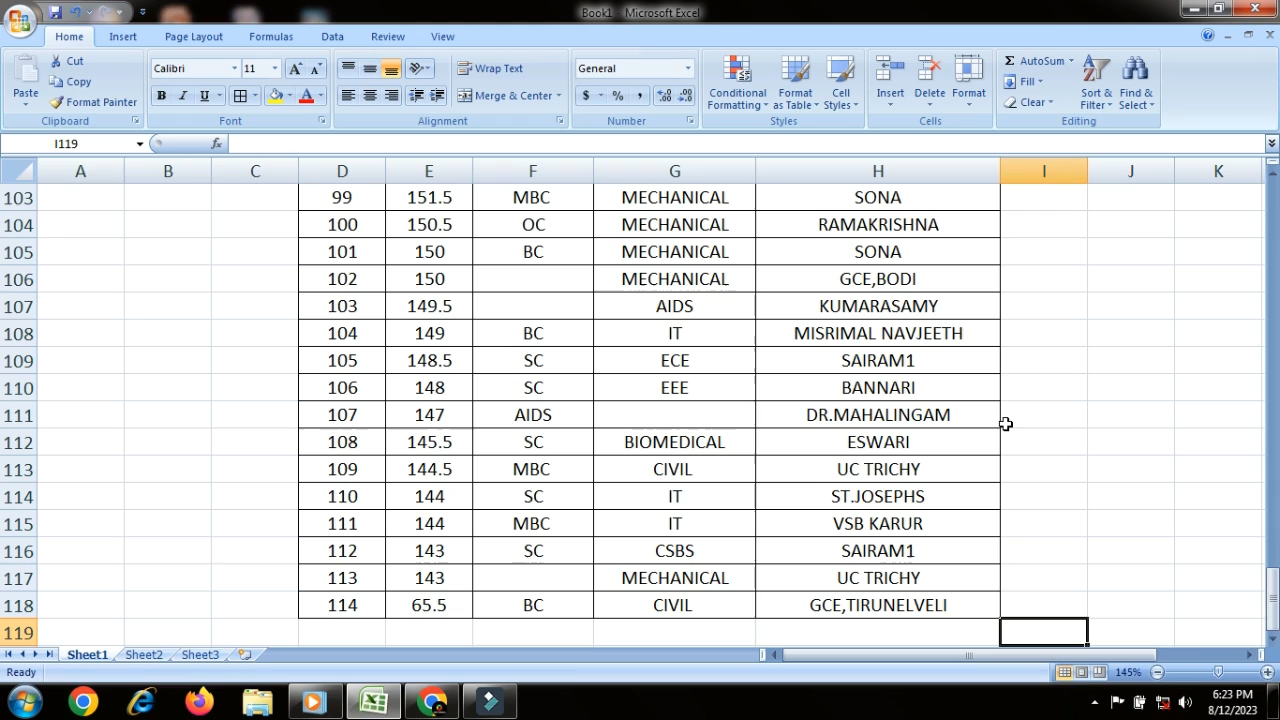 Book1 - Microsoft Excel
Home Insert Page Layout Formulas Data Review View
Paste Cut Copy Format Painter Clipboard
Calibri 11 A A B I U A Font
Wrap Text Merge & Center Alignment
General $ % , .0 .00 .00 .0 Number
Conditional Formatting Format as Table Cell Styles Styles
Insert Delete Format Cells
Σ AutoSum Fill Clear Sort & Filter Find & Select Editing
I119 fx
A B C D E F G H I J K
103 99 151.5 MBC MECHANICAL SONA
104 100 150.5 OC MECHANICAL RAMAKRISHNA
105 101 150 BC MECHANICAL SONA
106 102 150 MECHANICAL GCE,BODI
107 103 149.5 AIDS KUMARASAMY
108 104 149 BC IT MISRIMAL NAVJEETH
109 105 148.5 SC ECE SAIRAM1
110 106 148 SC EEE BANNARI
111 107 147 AIDS DR.MAHALINGAM
112 108 145.5 SC BIOMEDICAL ESWARI
113 109 144.5 MBC CIVIL UC TRICHY
114 110 144 SC IT ST.JOSEPHS
115 111 144 MBC IT VSB KARUR
116 112 143 SC CSBS SAIRAM1
117 113 143 MECHANICAL UC TRICHY
118 114 65.5 BC CIVIL GCE,TIRUNELVELI
119
Sheet1 Sheet2 Sheet3
Ready 145%
6:23 PM
8/12/2023